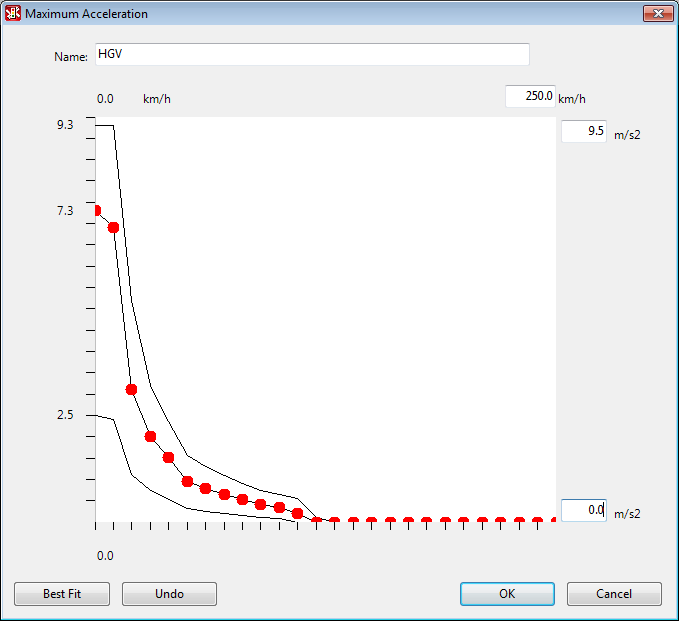 Maximum Acceleration
Name: HGV
0.0 km/h 250.0 km/h
9.3 9.5 m/s2
7.3
2.5
0.0 m/s2
0.0
Best Fit Undo OK Cancel